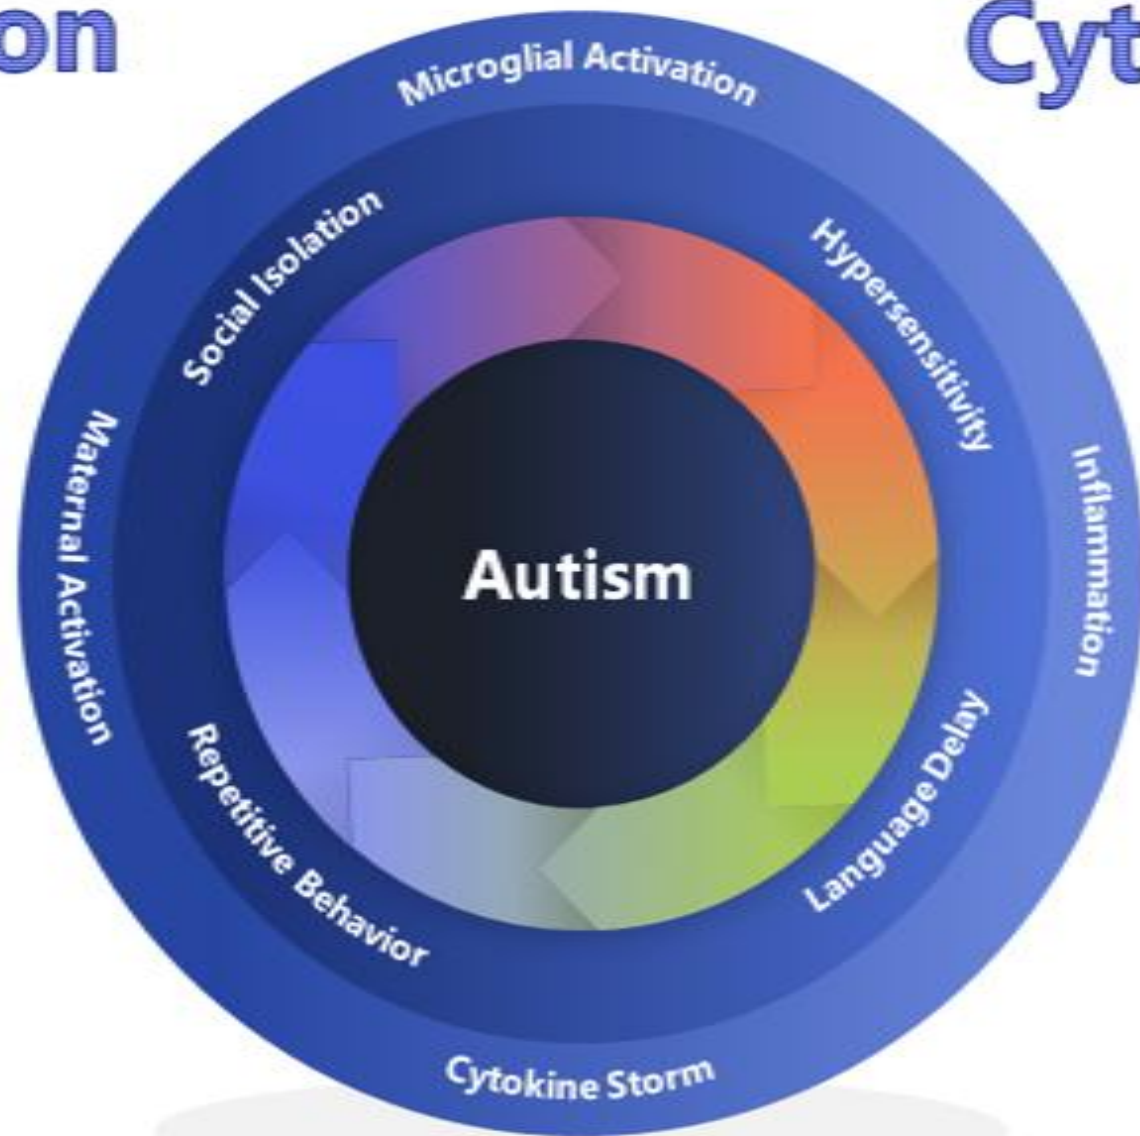 on
Cyt
Microglial Activation
Social Isolation
Hypersensitivity
Maternal Activation
Inflammation
Autism
Repetitive Behavior
Language Delay
Cytokine Storm